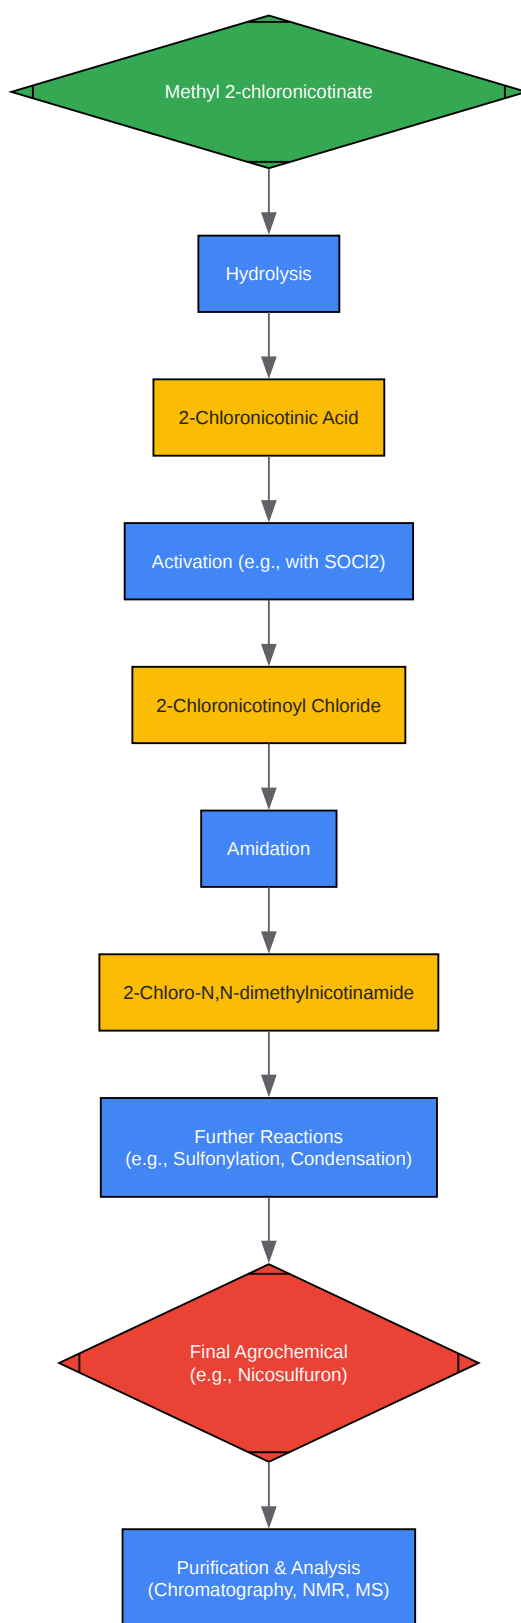 Methyl 2-chloronicotinate
Hydrolysis
2-Chloronicotinic Acid
Activation (e.g., with SOCl2)
2-Chloronicotinoyl Chloride
Amidation
2-Chloro-N,N-dimethylnicotinamide
Further Reactions
(e.g., Sulfonylation, Condensation)
Final Agrochemical
(e.g., Nicosulfuron)
Purification & Analysis
(Chromatography, NMR, MS)